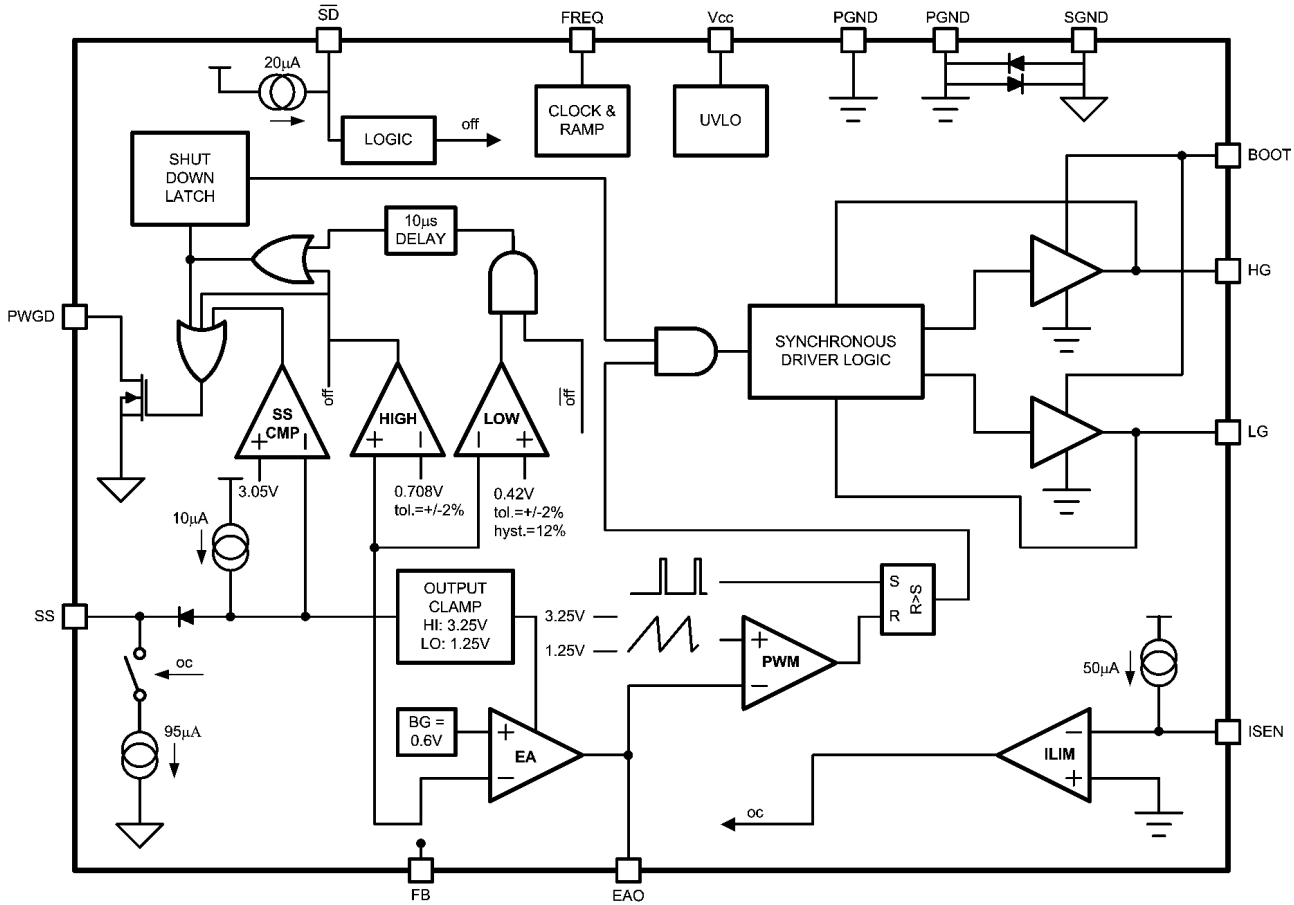 S̅D̅
FREQ
Vcc
PGND
PGND
SGND
20µA
CLOCK &
RAMP
UVLO
LOGIC
off
SHUT
DOWN
LATCH
BOOT
10µs
DELAY
HG
PWGD
SYNCHRONOUS
DRIVER LOGIC
off
o̅f̅f̅
SS
CMP
+
–
HIGH
+
–
LOW
–
+
LG
3.05V
0.708V
tol.=+/-2%
0.42V
tol.=+/-2%
hyst.=12%
10µA
OUTPUT
CLAMP
HI: 3.25V
LO: 1.25V
S
R
R>S
SS
3.25V
1.25V
+
PWM
–
50µA
oc
BG =
0.6V
+
EA
–
95µA
ISEN
–
ILIM
+
oc
FB
EAO